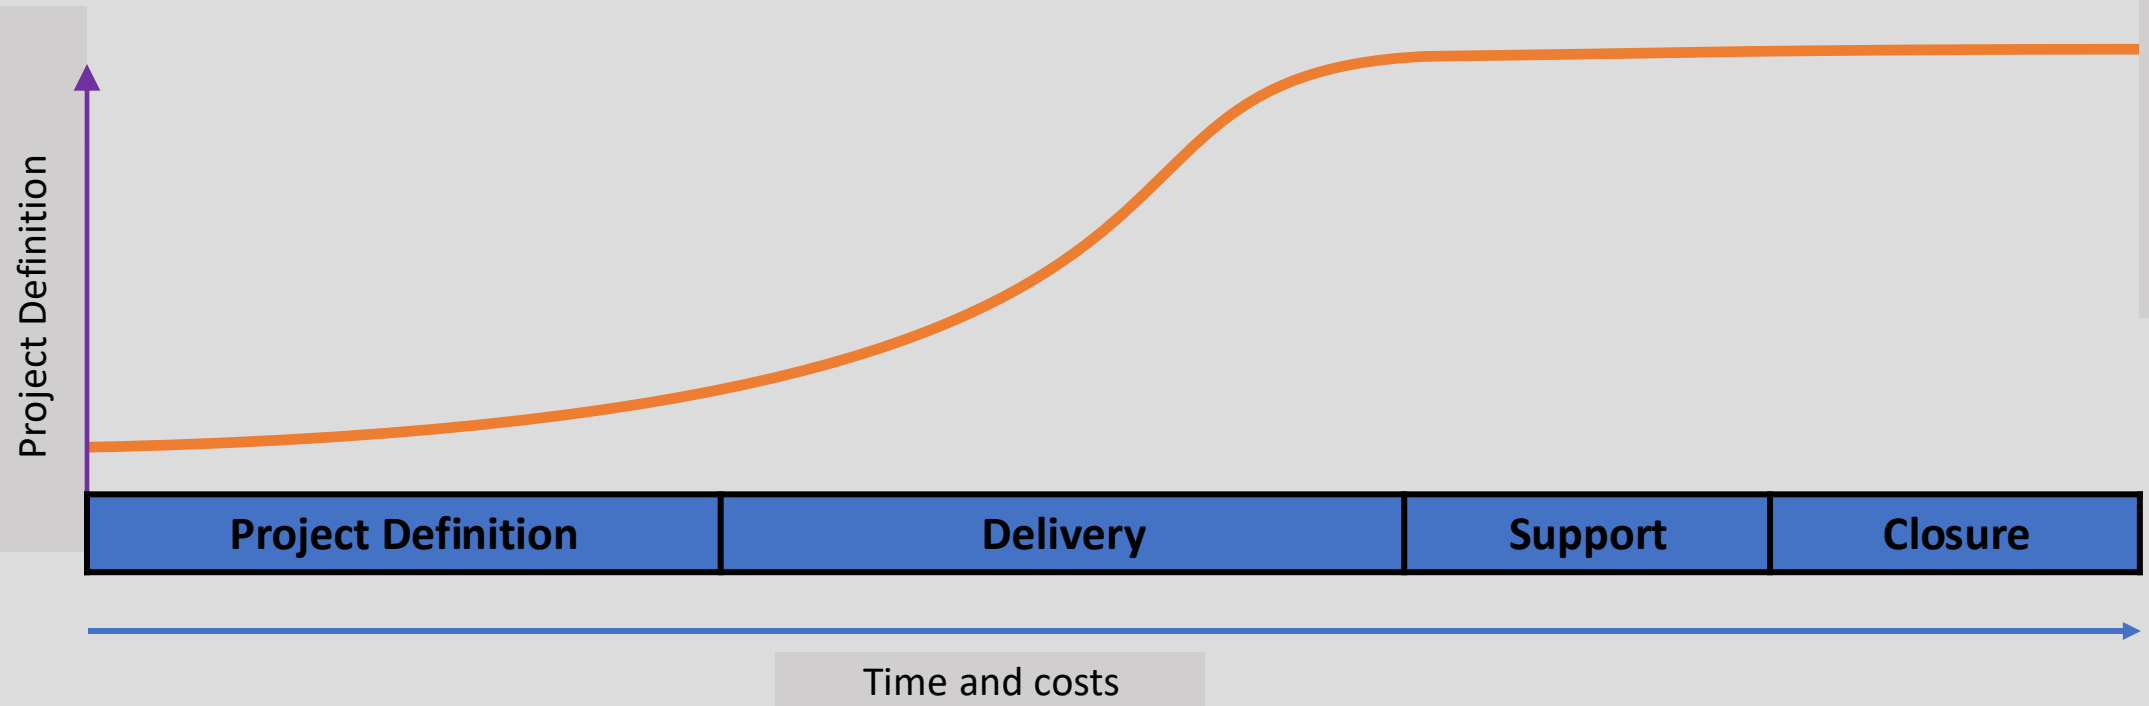 Project Definition
Project Definition
Delivery
Support
Closure
Time and costs